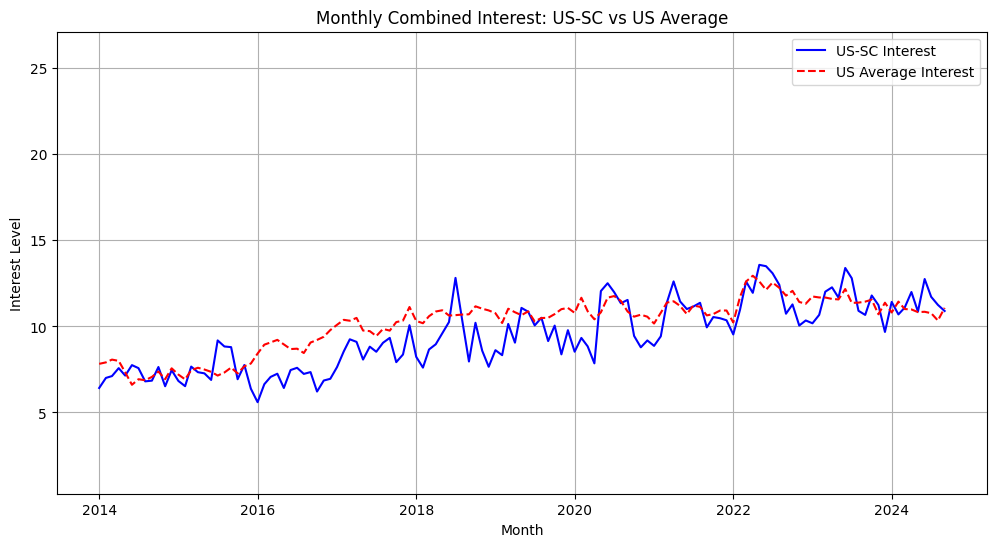 Monthly Combined Interest: US-SC vs US Average
US-SC Interest
US Average Interest
25
20
15
10
5
Interest Level
2014
2016
2018
2020
2022
2024
Month